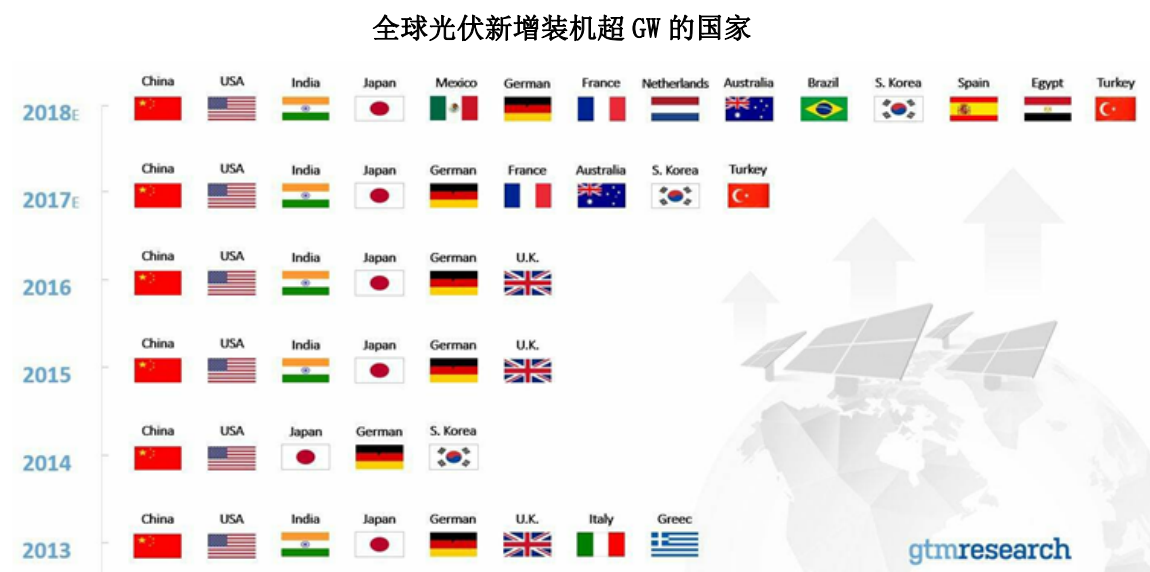 全球光伏新增装机超 GW 的国家
China USA India Japan Mexico German France Netherlands Australia Brazil S. Korea Spain Egypt Turkey
2018E
China USA India Japan German France Australia S. Korea Turkey
2017E
China USA India Japan German U.K.
2016
China USA India Japan German U.K.
2015
China USA Japan German S. Korea
2014
China USA India Japan German U.K. Italy Greec
2013
gtmresearch